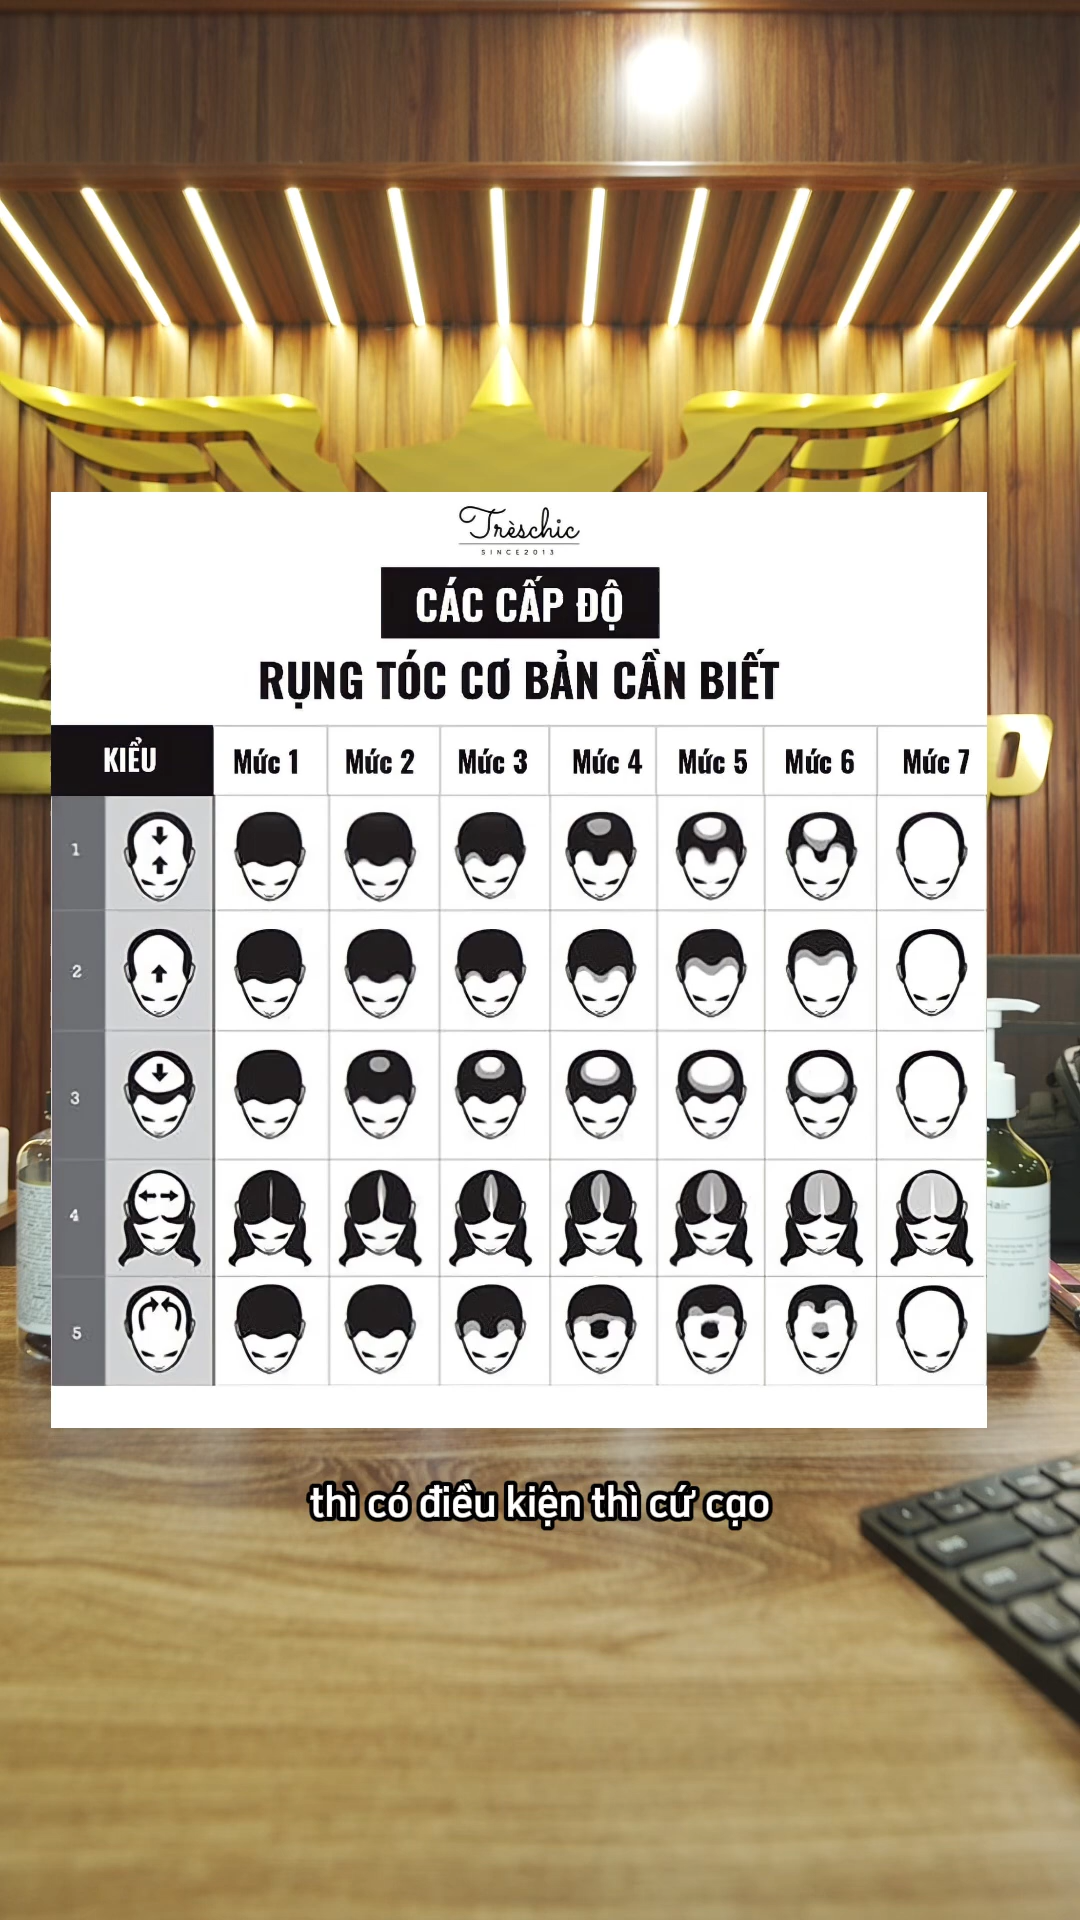 Trèschic
SINCE2013
CÁC CẤP ĐỘ
RỤNG TÓC CƠ BẢN CẦN BIẾT
KIỂU Mức 1 Mức 2 Mức 3 Mức 4 Mức 5 Mức 6 Mức 7
1
2
3
4
5
thì có điều kiện thì cứ cạo